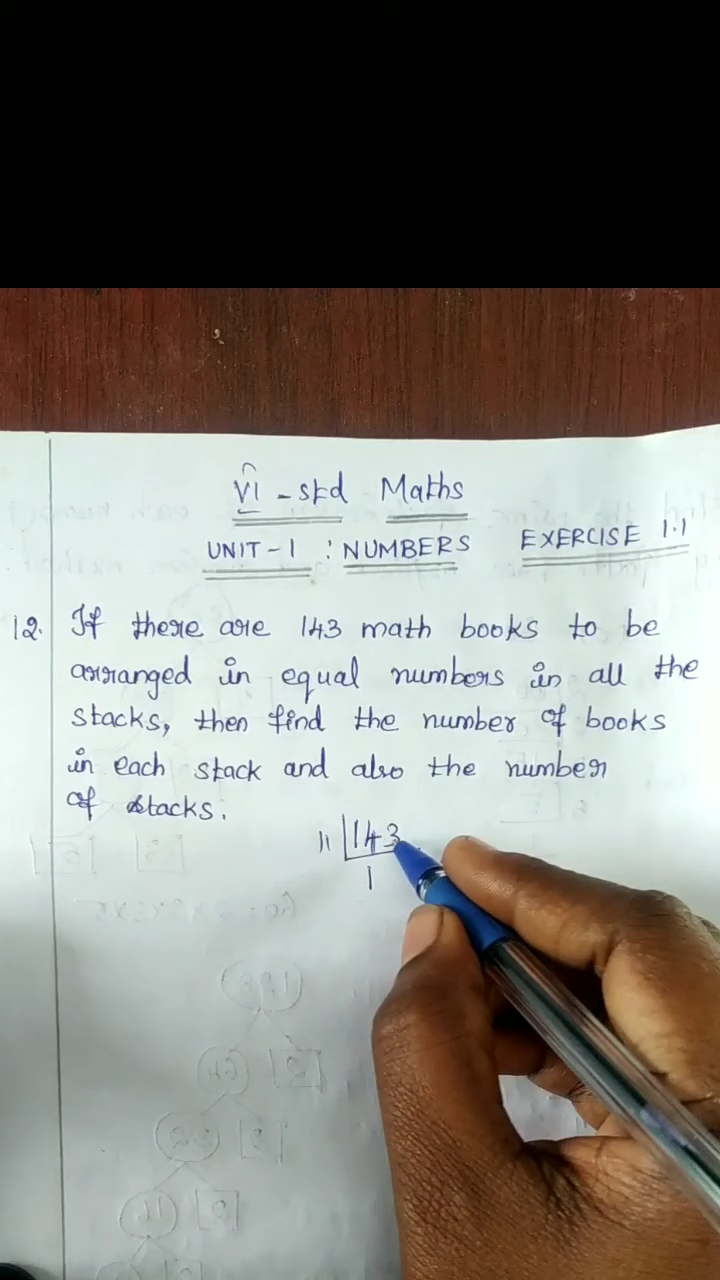 VI - std Maths
UNIT-1 : NUMBERS EXERCISE 1.1
12. If there are 143 math books to be
arranged in equal numbers in all the
stacks, then find the number of books
in each stack and also the number
of stacks.
11 143
1